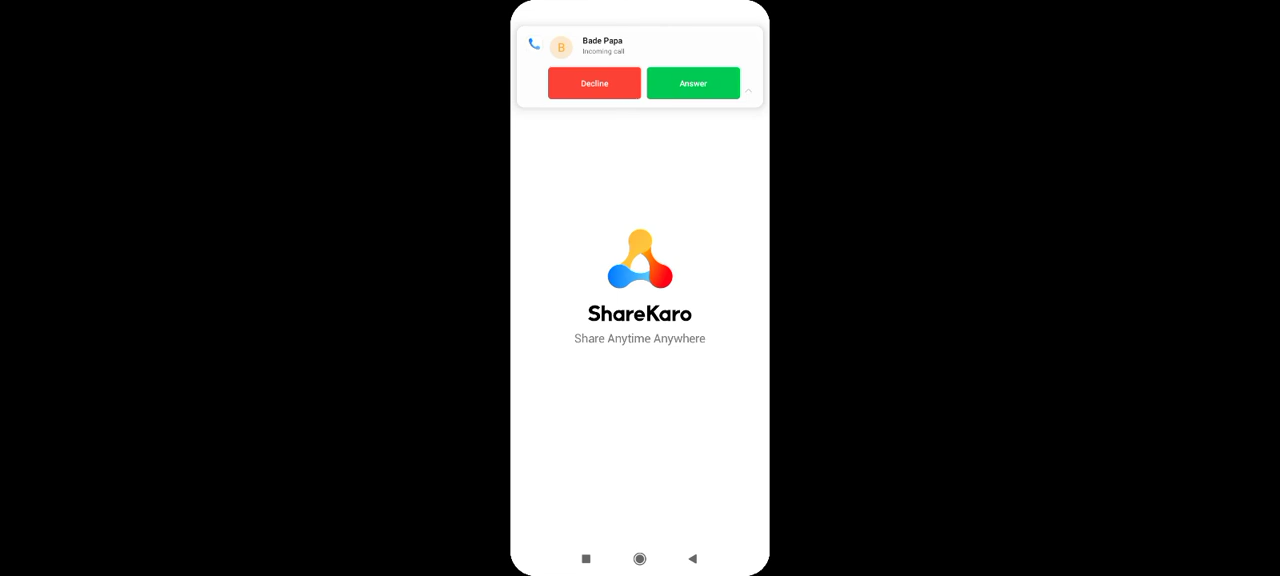 B
Bade Papa
Incoming call
Decline
Answer
ShareKaro
Share Anytime Anywhere